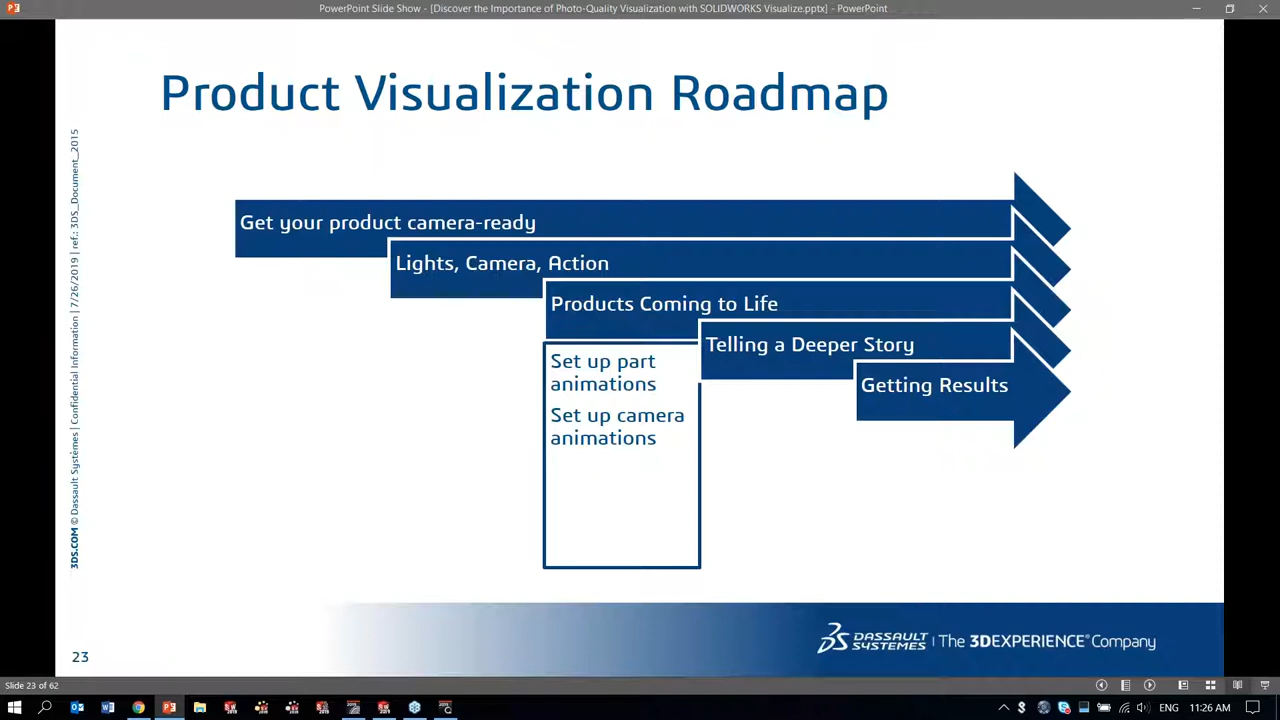 PowerPoint Slide Show - [Discover the Importance of Photo-Quality Visualization with SOLIDWORKS Visualize.pptx] - PowerPoint
Product Visualization Roadmap
3DS.COM © Dassault Systèmes | Confidential Information | 7/26/2019 | ref.: 3DS_Document_2015
Get your product camera-ready
Lights, Camera, Action
Products Coming to Life
Telling a Deeper Story
Getting Results
Set up part
animations
Set up camera
animations
23
DASSAULT
SYSTEMES
The 3DEXPERIENCE® Company
Slide 23 of 62
ENG
11:26 AM